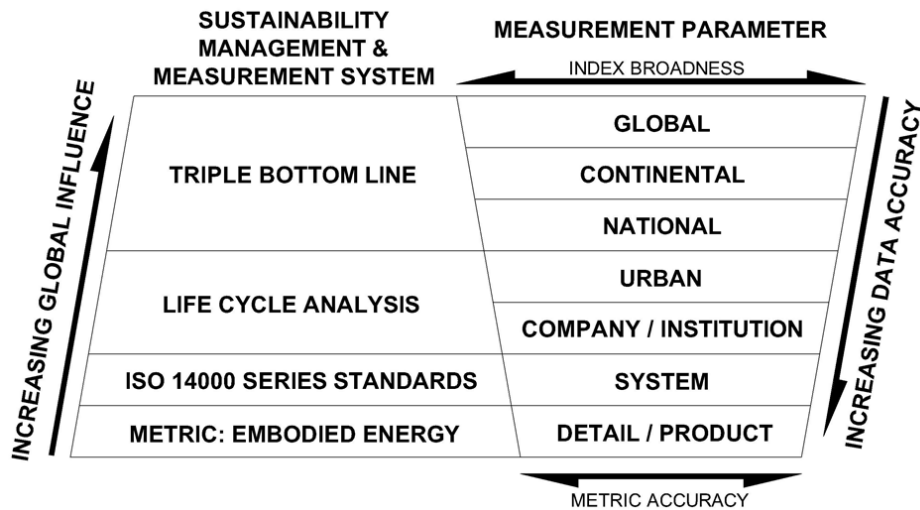 SUSTAINABILITY
MANAGEMENT &
MEASUREMENT SYSTEM
MEASUREMENT PARAMETER
INDEX BROADNESS
INCREASING GLOBAL INFLUENCE
TRIPLE BOTTOM LINE
GLOBAL
CONTINENTAL
NATIONAL
LIFE CYCLE ANALYSIS
URBAN
COMPANY / INSTITUTION
ISO 14000 SERIES STANDARDS
SYSTEM
METRIC: EMBODIED ENERGY
DETAIL / PRODUCT
INCREASING DATA ACCURACY
METRIC ACCURACY